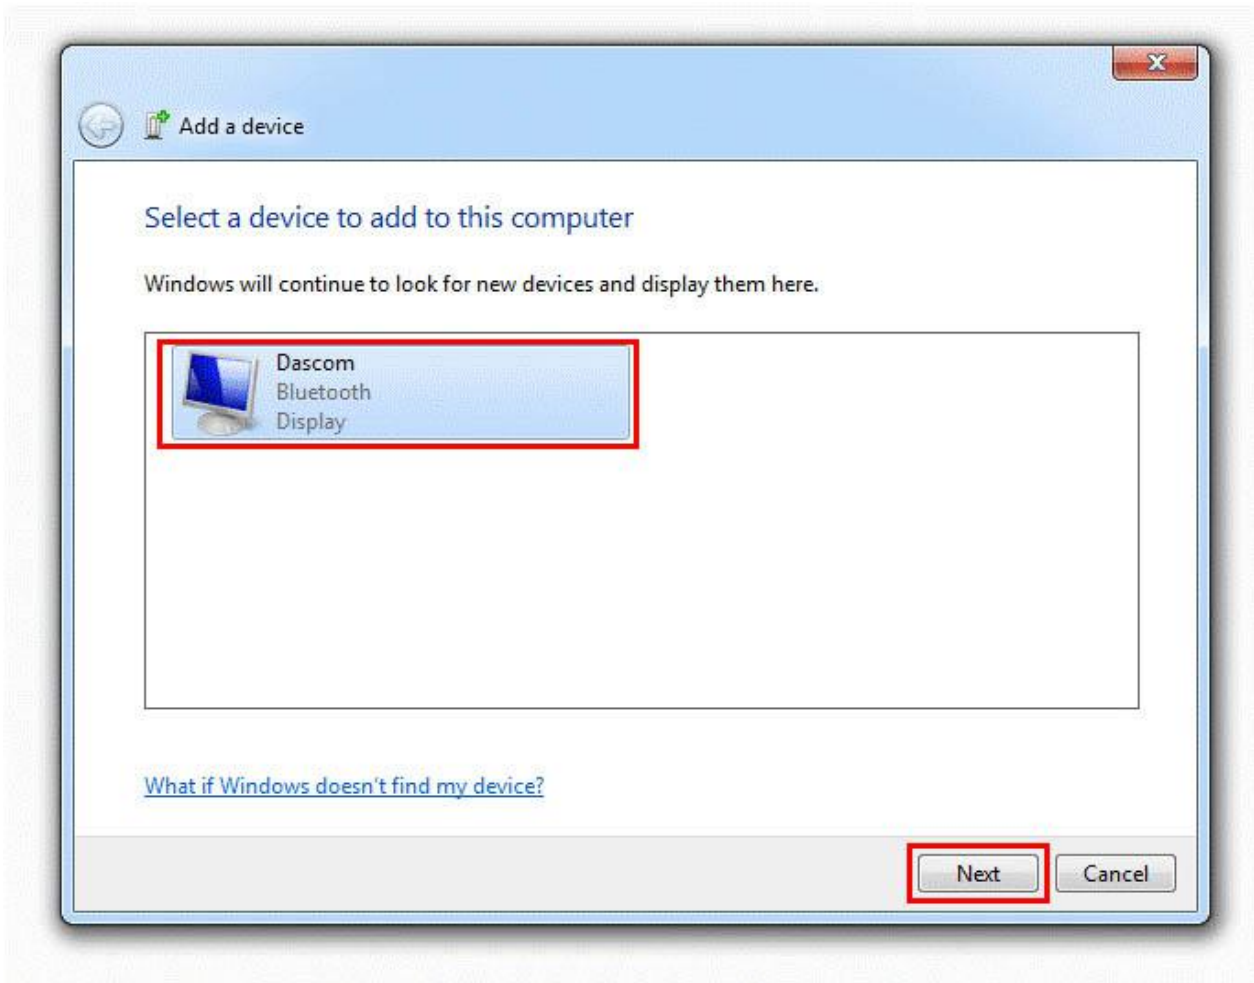 Add a device
Select a device to add to this computer
Windows will continue to look for new devices and display them here.
Dascom
Bluetooth
Display
What if Windows doesn't find my device?
Next
Cancel